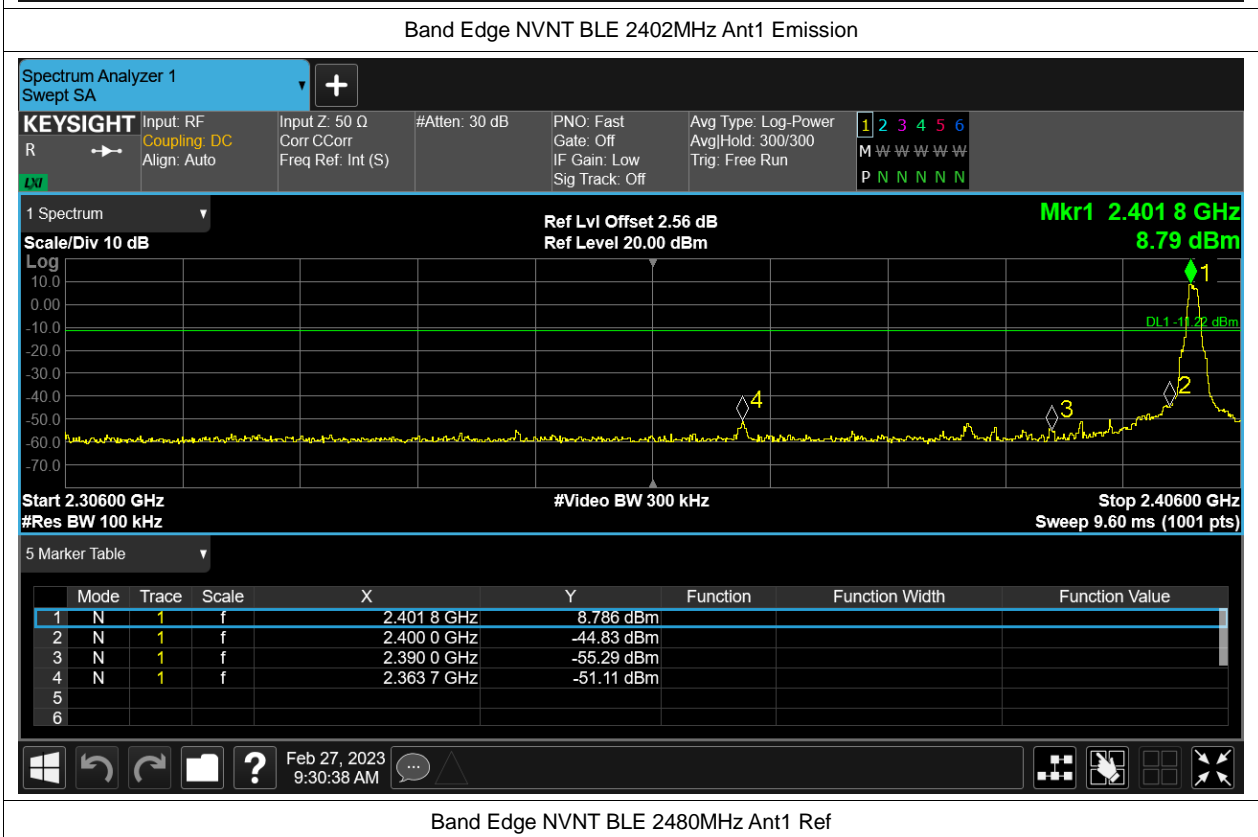 Band Edge NVNT BLE 2402MHz Ant1 Emission
Spectrum Analyzer 1
Swept SA
+
KEYSIGHT
R
LXI
Input: RF
Coupling: DC
Align: Auto
Input Z: 50 Ω
Corr CCorr
Freq Ref: Int (S)
#Atten: 30 dB
PNO: Fast
Gate: Off
IF Gain: Low
Sig Track: Off
Avg Type: Log-Power
Avg|Hold: 300/300
Trig: Free Run
1 2 3 4 5 6
M W W W W W
P N N N N N
1 Spectrum
Scale/Div 10 dB
Ref Lvl Offset 2.56 dB
Ref Level 20.00 dBm
Mkr1 2.401 8 GHz
8.79 dBm
Log
10.0
0.00
-10.0
-20.0
-30.0
-40.0
-50.0
-60.0
-70.0
1
DL1 -11.22 dBm
2
3
4
Start 2.30600 GHz
#Res BW 100 kHz
#Video BW 300 kHz
Stop 2.40600 GHz
Sweep 9.60 ms (1001 pts)
5 Marker Table
Mode Trace Scale X Y Function Function Width Function Value
1 N 1 f 2.401 8 GHz 8.786 dBm
2 N 1 f 2.400 0 GHz -44.83 dBm
3 N 1 f 2.390 0 GHz -55.29 dBm
4 N 1 f 2.363 7 GHz -51.11 dBm
5
6
?
Feb 27, 2023
9:30:38 AM
Band Edge NVNT BLE 2480MHz Ant1 Ref